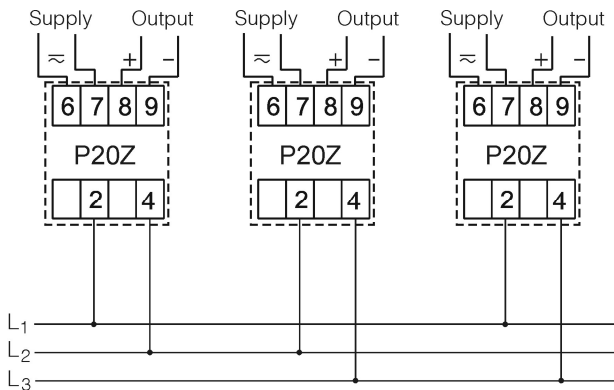 Supply Output Supply Output Supply Output
≂ + − ≂ + − ≂ + −
6 7 8 9 6 7 8 9 6 7 8 9
P20Z P20Z P20Z
2 4 2 4 2 4
L1
L2
L3